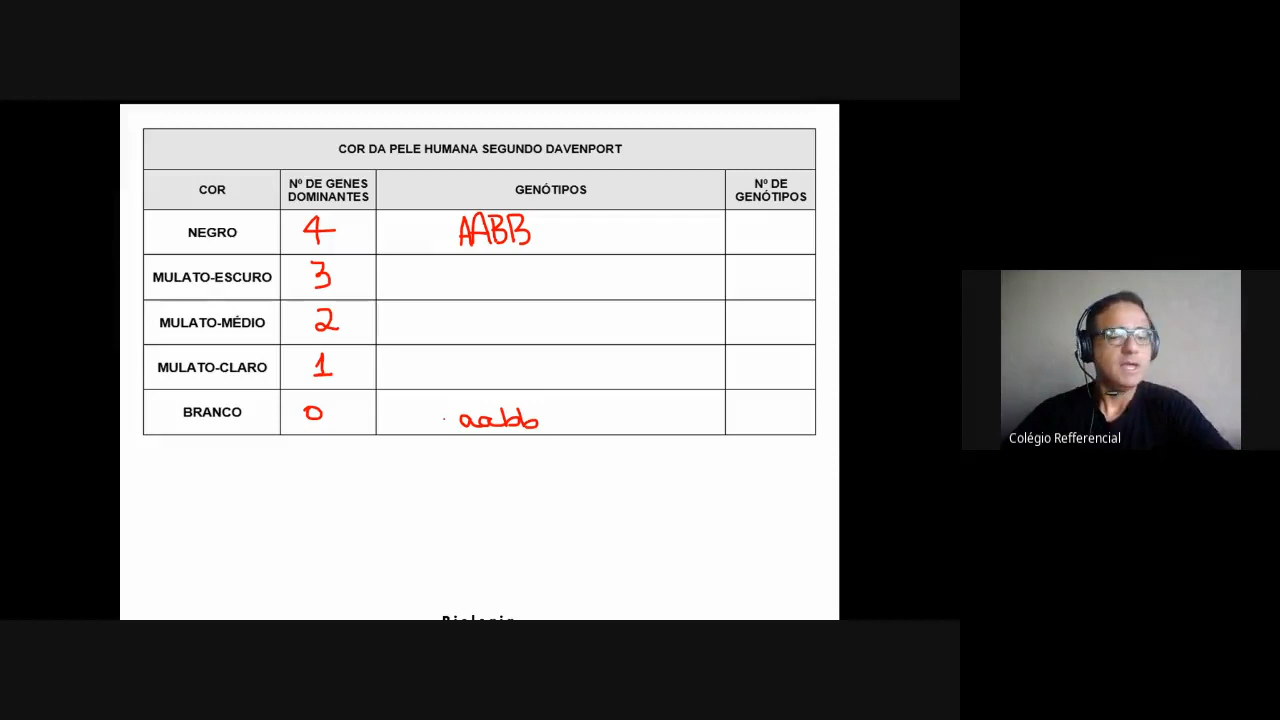 COR DA PELE HUMANA SEGUNDO DAVENPORT
COR
Nº DE GENES
DOMINANTES
GENÓTIPOS
Nº DE
GENÓTIPOS
NEGRO 4 AABB
MULATO-ESCURO 3
MULATO-MÉDIO 2
MULATO-CLARO 1
BRANCO 0 aabb
Colégio Refferencial